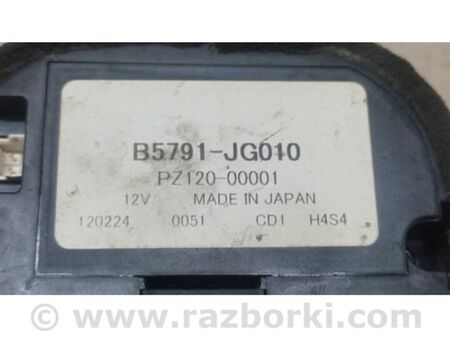 B5791-JG010
PZ120-00001
12V MADE IN JAPAN
120224 0051 CD1 H4S4
© www.razborki.com